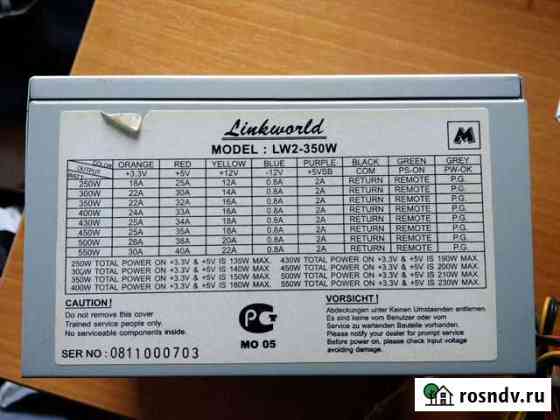 Linkworld
MODEL : LW2-350W
M
COLOR ORANGE RED YELLOW BLUE PURPLE BLACK GREEN GREY
OUTPUT WATT +3.3V +5V +12V -12V +5VSB COM PS-ON PW-OK
250W 18A 25A 12A 0.8A 2A RETURN REMOTE P.G.
300W 22A 30A 14A 0.8A 2A RETURN REMOTE P.G.
350W 22A 32A 16A 0.8A 2A RETURN REMOTE P.G.
400W 24A 33A 0.8A 2A RETURN REMOTE P.G.
430W 25A 34A 18A 0.8A 2A RETURN REMOTE P.G.
450W 25A 35A 18A 0.8A 2A RETURN REMOTE P.G.
500W 26A 38A 20A 0.8A 2A RETURN REMOTE P.G.
550W 30A 40A 22A 0.8A 2A RETURN REMOTE P.G.
250W TOTAL POWER ON +3.3V & +5V IS 135W MAX. 430W TOTAL POWER ON +3.3V & +5V IS 190W MAX.
300W TOTAL POWER ON +3.3V & +5V IS 140W MAX. 450W TOTAL POWER ON +3.3V & +5V IS 200W MAX.
350W TOTAL POWER ON +3.3V & +5V IS 150W MAX. 500W TOTAL POWER ON +3.3V & +5V IS 210W MAX.
400W TOTAL POWER ON +3.3V & +5V IS 160W MAX. 550W TOTAL POWER ON +3.3V & +5V IS 230W MAX.
CAUTION !
Do not remove this cover
Trained service people only.
No serviceable components inside.
SER NO : 0811000703
МО 05
VORSICHT !
Abdeckungen unter Keinen Umstaenden entfernen
Es sind keine vom Benutzer oder vom
Wartung zu wartenden Bauteile vorhanden.
Please notify your dealer for prompt service
Before power on, please check input voltage
avoiding damage.
rosndv.ru